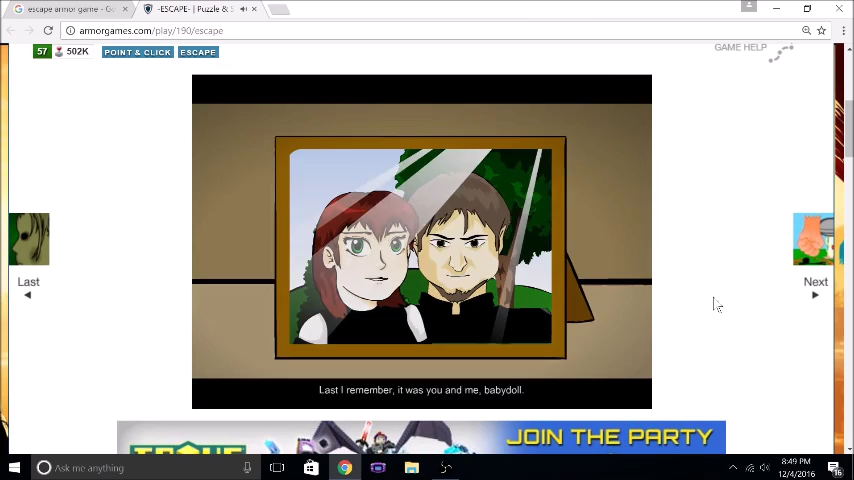 escape armor game - Go
-ESCAPE- | Puzzle & S
armorgames.com/play/190/escape
57 502K POINT & CLICK ESCAPE
GAME HELP
Last
Next
Last I remember, it was you and me, babydoll.
JOIN THE PARTY
Ask me anything
8:49 PM
12/4/2016
16